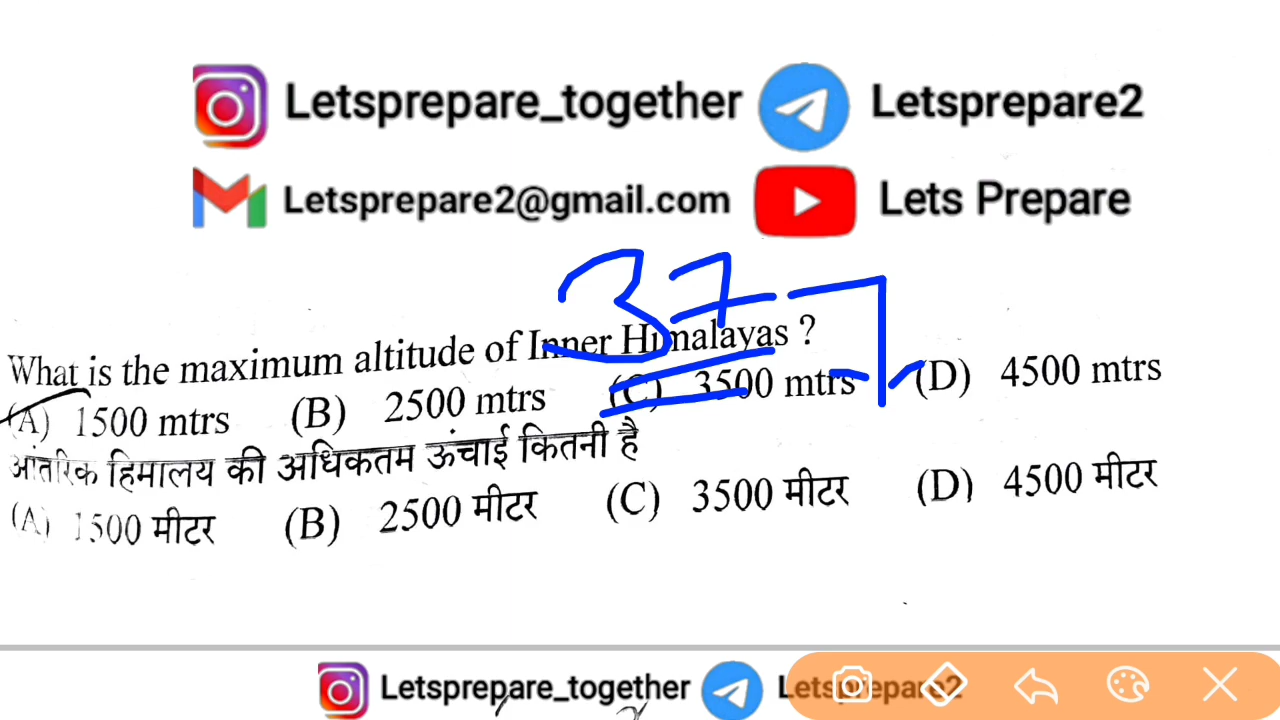 Letsprepare_together Letsprepare2
Letsprepare2@gmail.com Lets Prepare
37
What is the maximum altitude of Inner Himalayas ?
(A) 1500 mtrs (B) 2500 mtrs (C) 3500 mtrs (D) 4500 mtrs
आंतरिक हिमालय की अधिकतम ऊंचाई कितनी है
(A) 1500 मीटर (B) 2500 मीटर (C) 3500 मीटर (D) 4500 मीटर
Letsprepare_together Letsprepare2